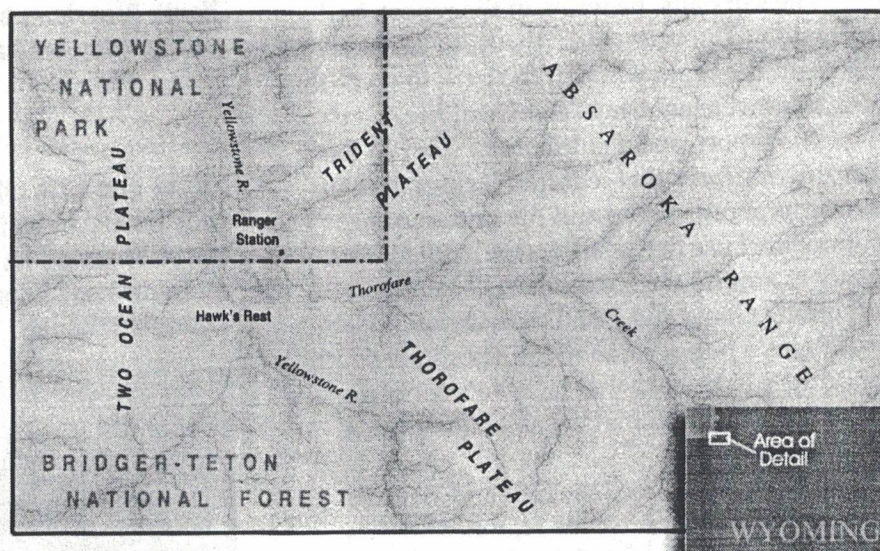 YELLOWSTONE
NATIONAL
PARK
Yellowstone R.
TRIDENT
PLATEAU
ABSAROKA RANGE
TWO OCEAN PLATEAU
Ranger
Station
Thorofare
Creek
Hawk's Rest
Yellowstone R.
THOROFARE
PLATEAU
BRIDGER-TETON
NATIONAL FOREST
Area of
Detail
WYOMING